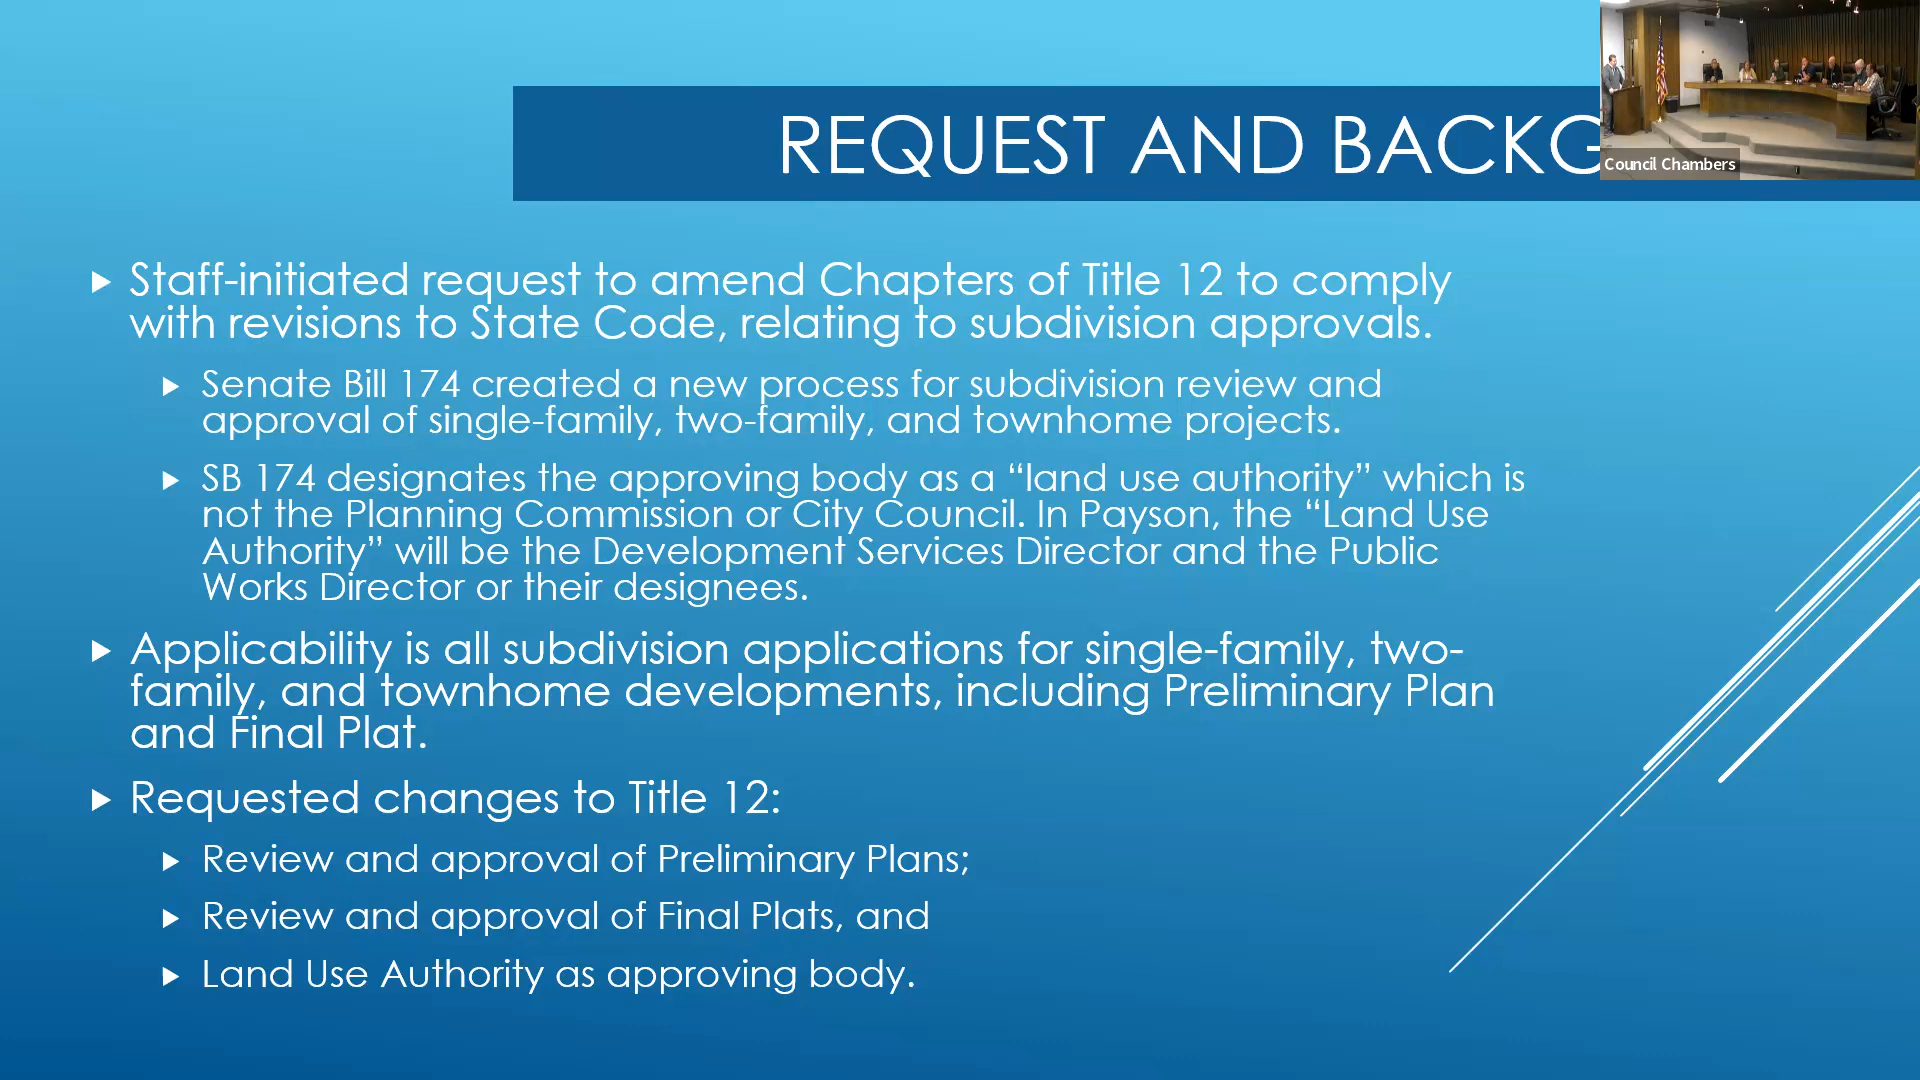 REQUEST AND BACKG
Council Chambers
Staff-initiated request to amend Chapters of Title 12 to comply
with revisions to State Code, relating to subdivision approvals.
Senate Bill 174 created a new process for subdivision review and
approval of single-family, two-family, and townhome projects.
SB 174 designates the approving body as a “land use authority” which is
not the Planning Commission or City Council. In Payson, the “Land Use
Authority” will be the Development Services Director and the Public
Works Director or their designees.
Applicability is all subdivision applications for single-family, two-
family, and townhome developments, including Preliminary Plan
and Final Plat.
Requested changes to Title 12:
Review and approval of Preliminary Plans;
Review and approval of Final Plats, and
Land Use Authority as approving body.